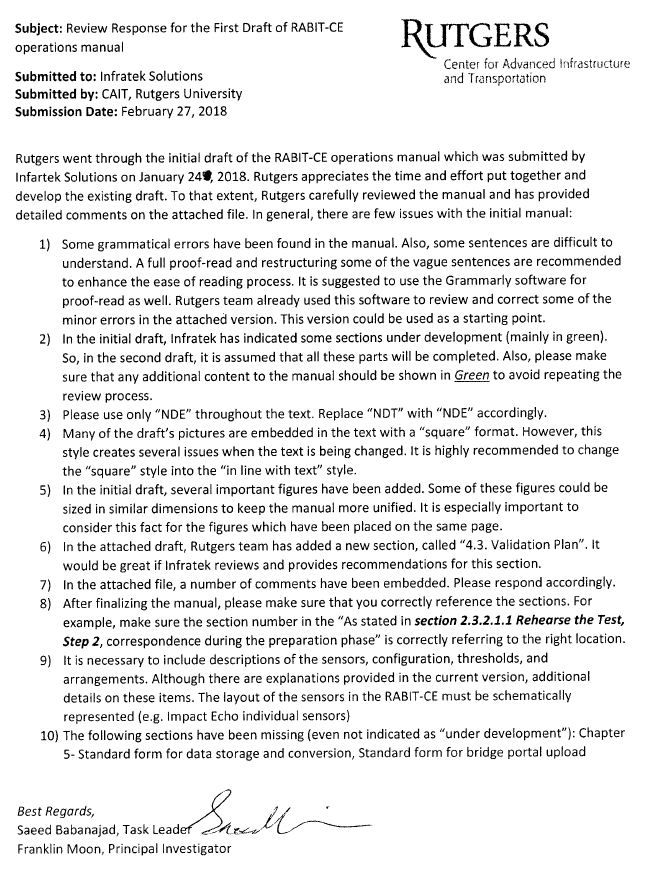 Subject: Review Response for the First Draft of RABIT-CE
operations manual
RUTGERS
Center for Advanced Infrastructure
and Transportation
Submitted to: Infratek Solutions
Submitted by: CAIT, Rutgers University
Submission Date: February 27, 2018
Rutgers went through the initial draft of the RABIT-CE operations manual which was submitted by
Infartek Solutions on January 24, 2018. Rutgers appreciates the time and effort put together and
develop the existing draft. To that extent, Rutgers carefully reviewed the manual and has provided
detailed comments on the attached file. In general, there are few issues with the initial manual:
1) Some grammatical errors have been found in the manual. Also, some sentences are difficult to
understand. A full proof-read and restructuring some of the vague sentences are recommended
to enhance the ease of reading process. It is suggested to use the Grammarly software for
proof-read as well. Rutgers team already used this software to review and correct some of the
minor errors in the attached version. This version could be used as a starting point.
2) In the initial draft, Infratek has indicated some sections under development (mainly in green).
So, in the second draft, it is assumed that all these parts will be completed. Also, please make
sure that any additional content to the manual should be shown in Green to avoid repeating the
review process.
3) Please use only “NDE” throughout the text. Replace “NDT” with “NDE” accordingly.
4) Many of the draft’s pictures are embedded in the text with a “square” format. However, this
style creates several issues when the text is being changed. It is highly recommended to change
the “square” style into the “in line with text” style.
5) In the initial draft, several important figures have been added. Some of these figures could be
sized in similar dimensions to keep the manual more unified. It is especially important to
consider this fact for the figures which have been placed on the same page.
6) In the attached draft, Rutgers team has added a new section, called “4.3. Validation Plan”. It
would be great if Infratek reviews and provides recommendations for this section.
7) In the attached file, a number of comments have been embedded. Please respond accordingly.
8) After finalizing the manual, please make sure that you correctly reference the sections. For
example, make sure the section number in the “As stated in section 2.3.2.1.1 Rehearse the Test,
Step 2, correspondence during the preparation phase” is correctly referring to the right location.
9) It is necessary to include descriptions of the sensors, configuration, thresholds, and
arrangements. Although there are explanations provided in the current version, additional
details on these items. The layout of the sensors in the RABIT-CE must be schematically
represented (e.g. Impact Echo individual sensors)
10) The following sections have been missing (even not indicated as “under development”): Chapter
5- Standard form for data storage and conversion, Standard form for bridge portal upload
Best Regards,
Saeed Babanajad, Task Leader
Franklin Moon, Principal Investigator